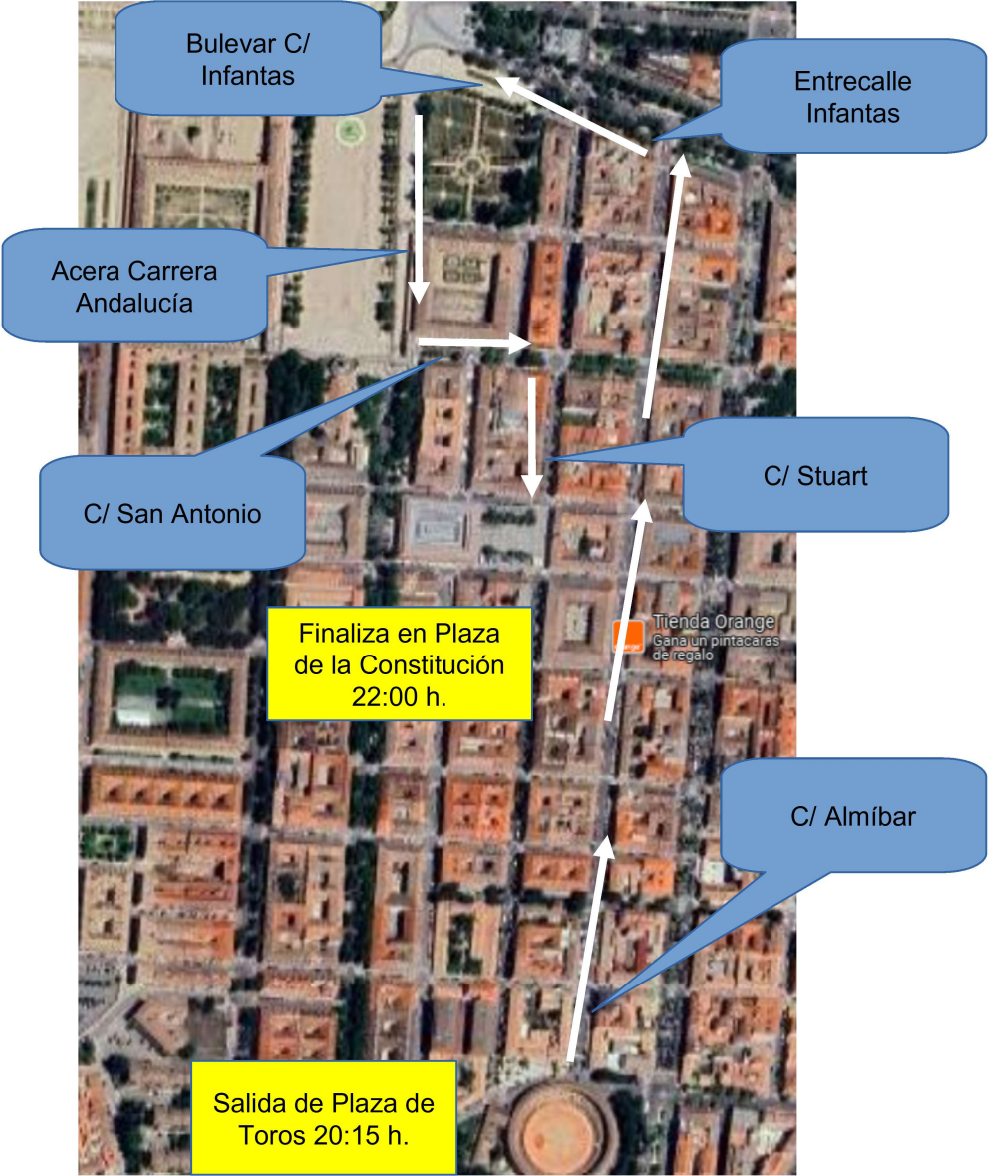 Bulevar C/
Infantas
Entrecalle
Infantas
Acera Carrera
Andalucía
C/ San Antonio
C/ Stuart
Finaliza en Plaza
de la Constitución
22:00 h.
Tienda Orange
Gana un pintacaras
de regalo
C/ Almíbar
Salida de Plaza de
Toros 20:15 h.